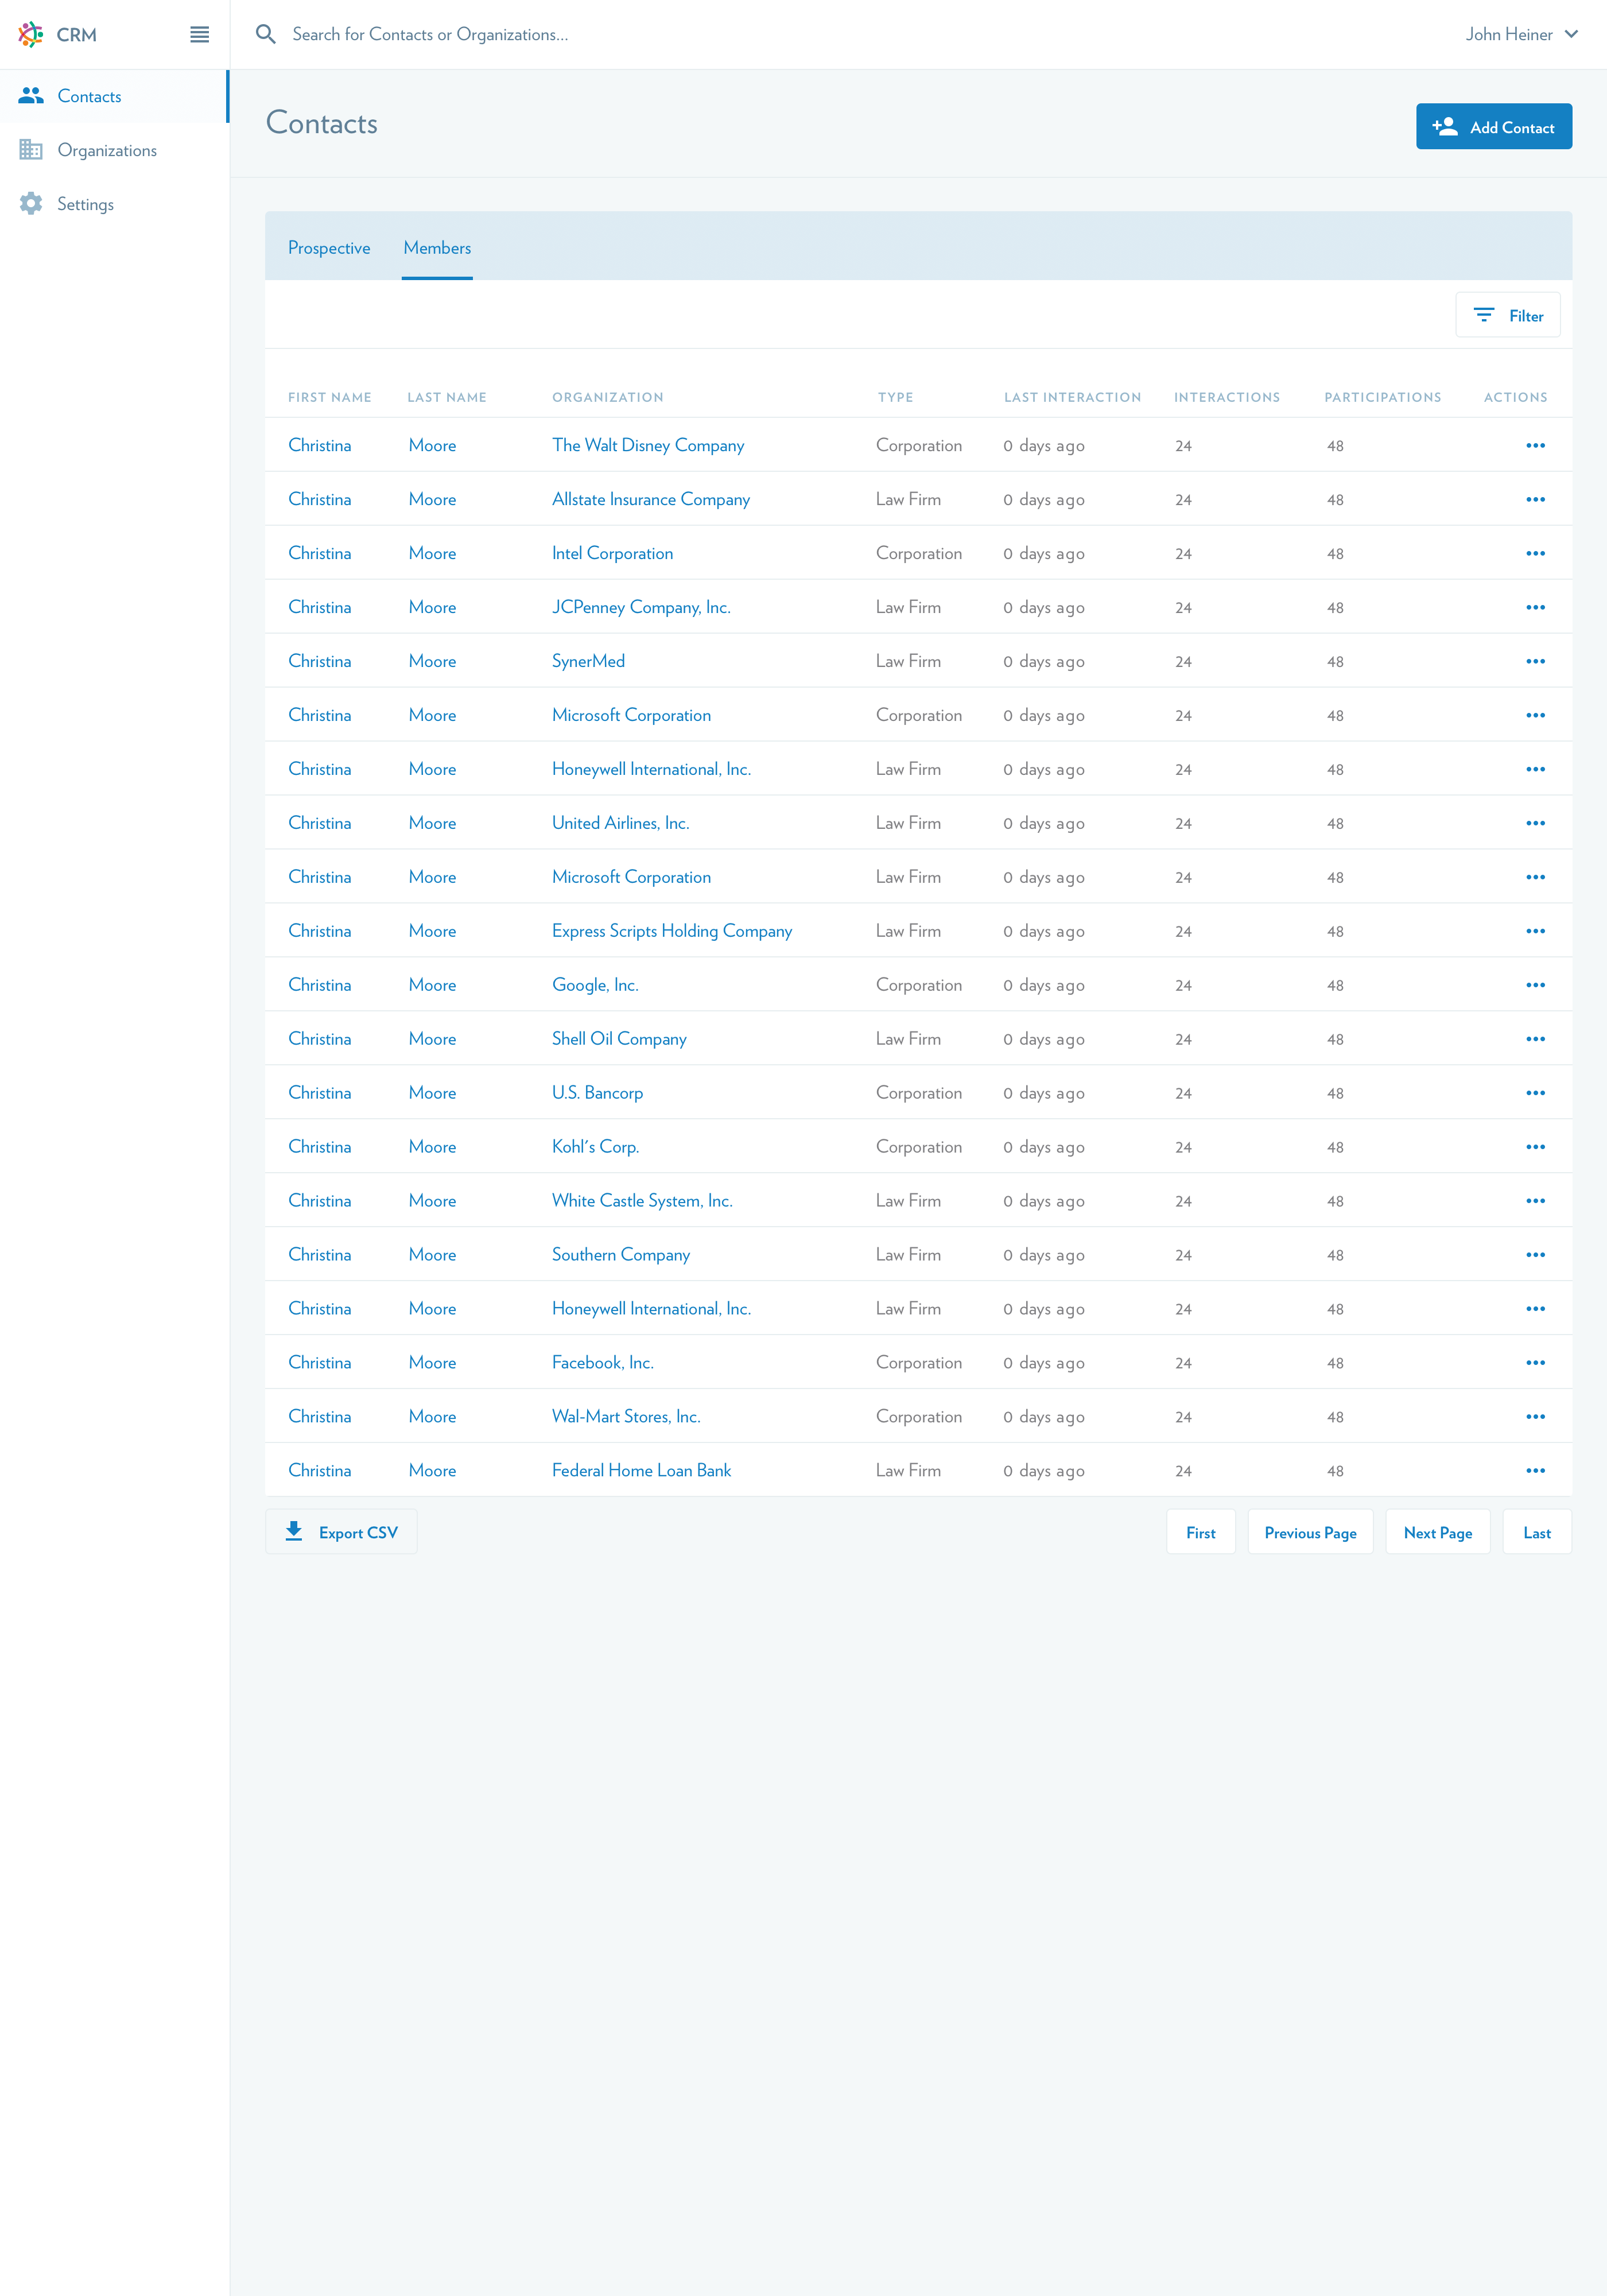 CRM
Search for Contacts or Organizations...
John Heiner
Contacts
Organizations
Settings
Contacts
Add Contact
Prospective Members
Filter
FIRST NAME LAST NAME ORGANIZATION TYPE LAST INTERACTION INTERACTIONS PARTICIPATIONS ACTIONS
Christina Moore The Walt Disney Company Corporation 0 days ago 24 48
Christina Moore Allstate Insurance Company Law Firm 0 days ago 24 48
Christina Moore Intel Corporation Corporation 0 days ago 24 48
Christina Moore JCPenney Company, Inc. Law Firm 0 days ago 24 48
Christina Moore SynerMed Law Firm 0 days ago 24 48
Christina Moore Microsoft Corporation Corporation 0 days ago 24 48
Christina Moore Honeywell International, Inc. Law Firm 0 days ago 24 48
Christina Moore United Airlines, Inc. Law Firm 0 days ago 24 48
Christina Moore Microsoft Corporation Law Firm 0 days ago 24 48
Christina Moore Express Scripts Holding Company Law Firm 0 days ago 24 48
Christina Moore Google, Inc. Corporation 0 days ago 24 48
Christina Moore Shell Oil Company Law Firm 0 days ago 24 48
Christina Moore U.S. Bancorp Corporation 0 days ago 24 48
Christina Moore Kohl's Corp. Corporation 0 days ago 24 48
Christina Moore White Castle System, Inc. Law Firm 0 days ago 24 48
Christina Moore Southern Company Law Firm 0 days ago 24 48
Christina Moore Honeywell International, Inc. Law Firm 0 days ago 24 48
Christina Moore Facebook, Inc. Corporation 0 days ago 24 48
Christina Moore Wal-Mart Stores, Inc. Corporation 0 days ago 24 48
Christina Moore Federal Home Loan Bank Law Firm 0 days ago 24 48
Export CSV
First Previous Page Next Page Last